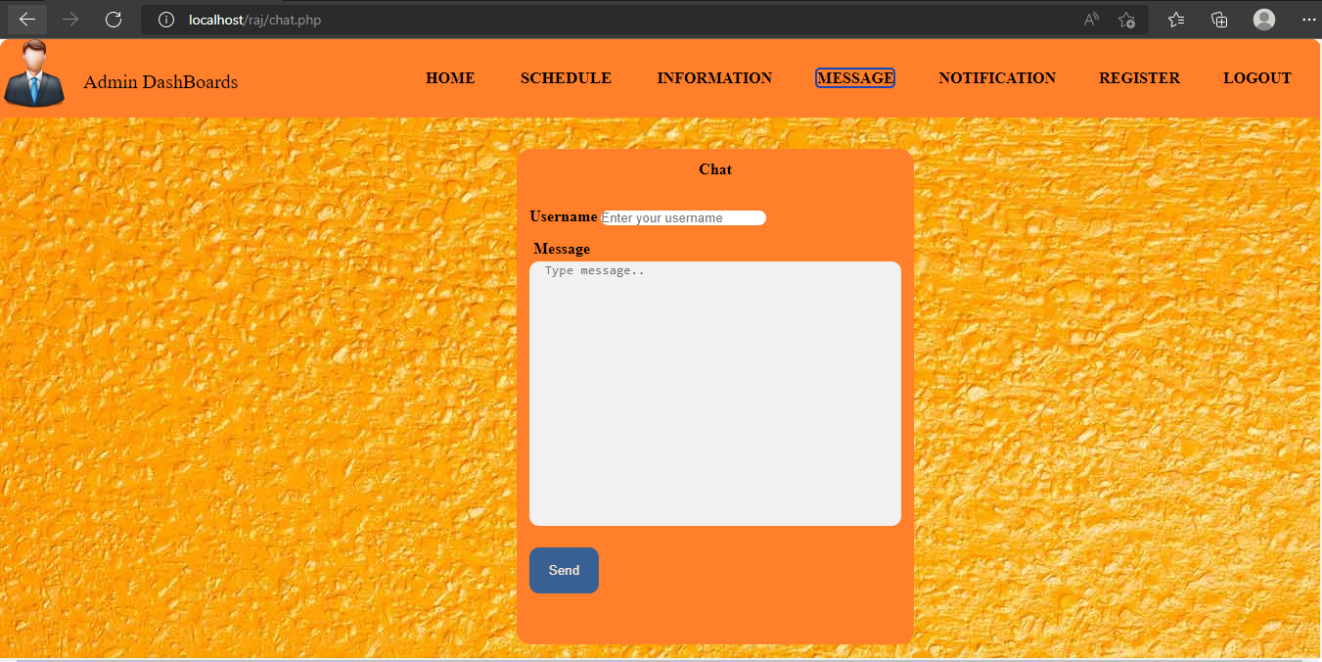 localhost/raj/chat.php
Admin DashBoards
HOME SCHEDULE INFORMATION MESSAGE NOTIFICATION REGISTER LOGOUT
Chat
Username Enter your username
Message
Type message..
Send